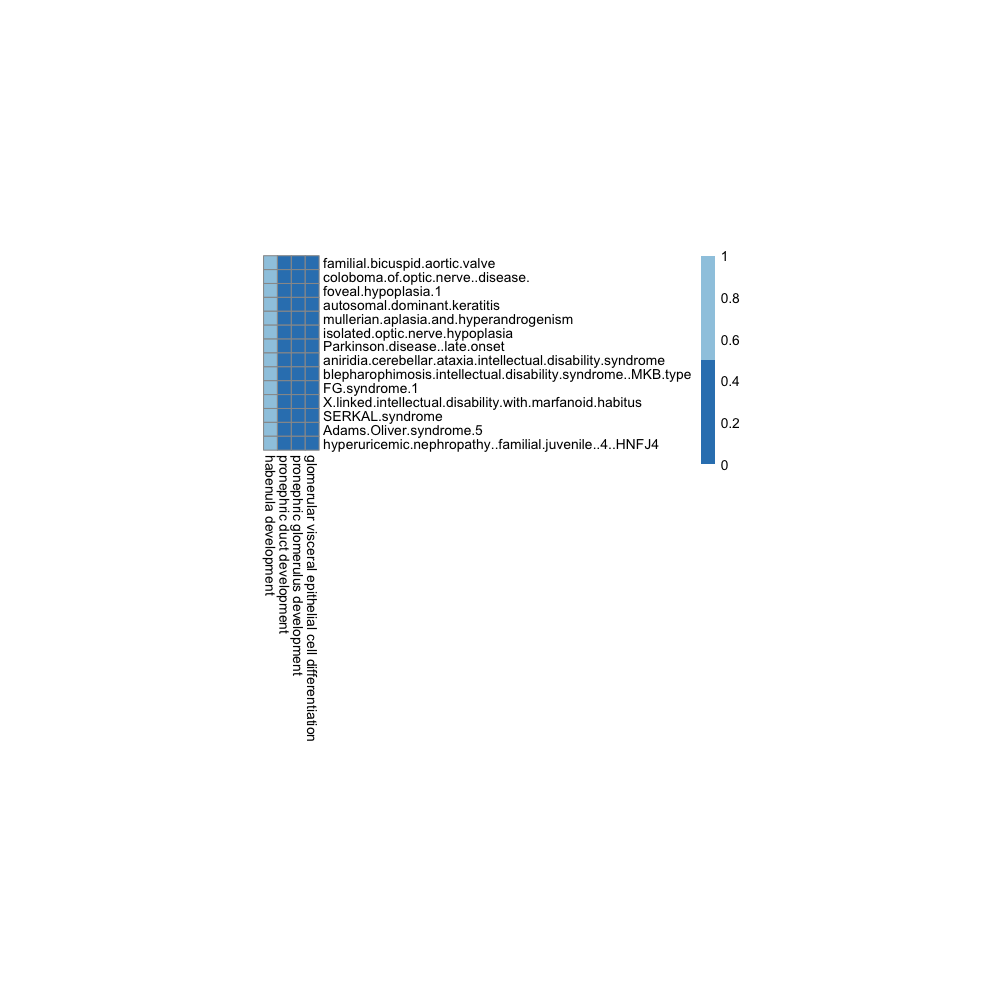 familial.bicuspid.aortic.valve
coloboma.of.optic.nerve..disease.
foveal.hypoplasia.1
autosomal.dominant.keratitis
mullerian.aplasia.and.hyperandrogenism
isolated.optic.nerve.hypoplasia
Parkinson.disease..late.onset
aniridia.cerebellar.ataxia.intellectual.disability.syndrome
blepharophimosis.intellectual.disability.syndrome..MKB.type
FG.syndrome.1
X.linked.intellectual.disability.with.marfanoid.habitus
SERKAL.syndrome
Adams.Oliver.syndrome.5
hyperuricemic.nephropathy..familial.juvenile..4..HNFJ4
1
0.8
0.6
0.4
0.2
0
habenula development
pronephric duct development
pronephric glomerulus development
glomerular visceral epithelial cell differentiation